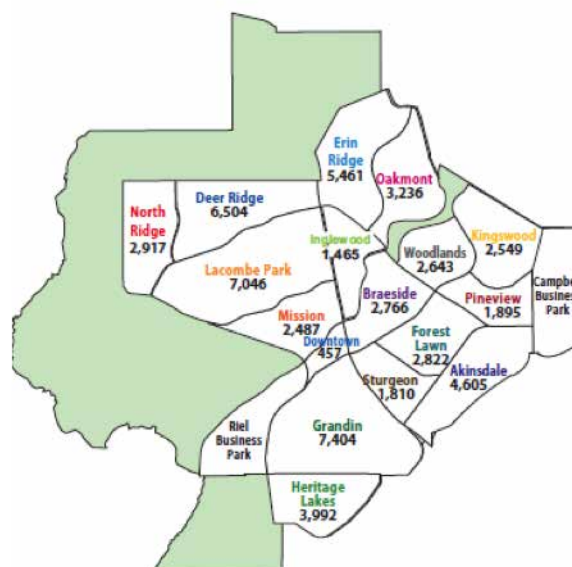 Erin
Ridge
5,461
Oakmont
3,236
Deer Ridge
6,504
North
Ridge
2,917
Inglewood
1,465
Kingswood
2,549
Woodlands
2,643
Lacombe Park
7,046
Campbe
Business
Park
Braeside
2,766
Pineview
1,895
Mission
2,487
Downtown
457
Forest
Lawn
2,822
Sturgeon
1,810
Akinsdale
4,605
Riel
Business
Park
Grandin
7,404
Heritage
Lakes
3,992